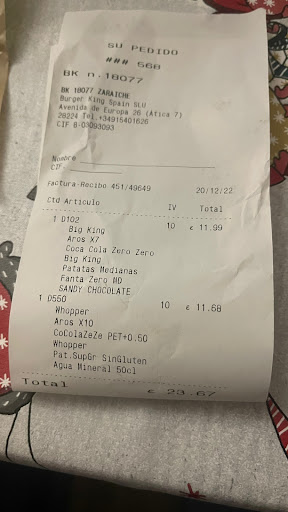 SU PEDIDO
### 568
BK n.18077
BK 18077 ZARAICHE
Burger King Spain SLU
Avenida de Europa 26 (Atica 7)
28224 Tel.+34915401626
CIF B-03093093
Nombre
CIF
Factura-Recibo 451/49649 20/12/22
Ctd Articulo IV Total
1 D102 10 € 11.99
Big King
Aros X7
Coca Cola Zero Zero
Big King
Patatas Medianas
Fanta Zero MD
SANDY CHOCOLATE
1 D550 10 € 11.68
Whopper
Aros X10
CoColaZeZe PET+0.50
Whopper
Pat.SupGr SinGluten
Agua Mineral 50cl
Total € 23.67